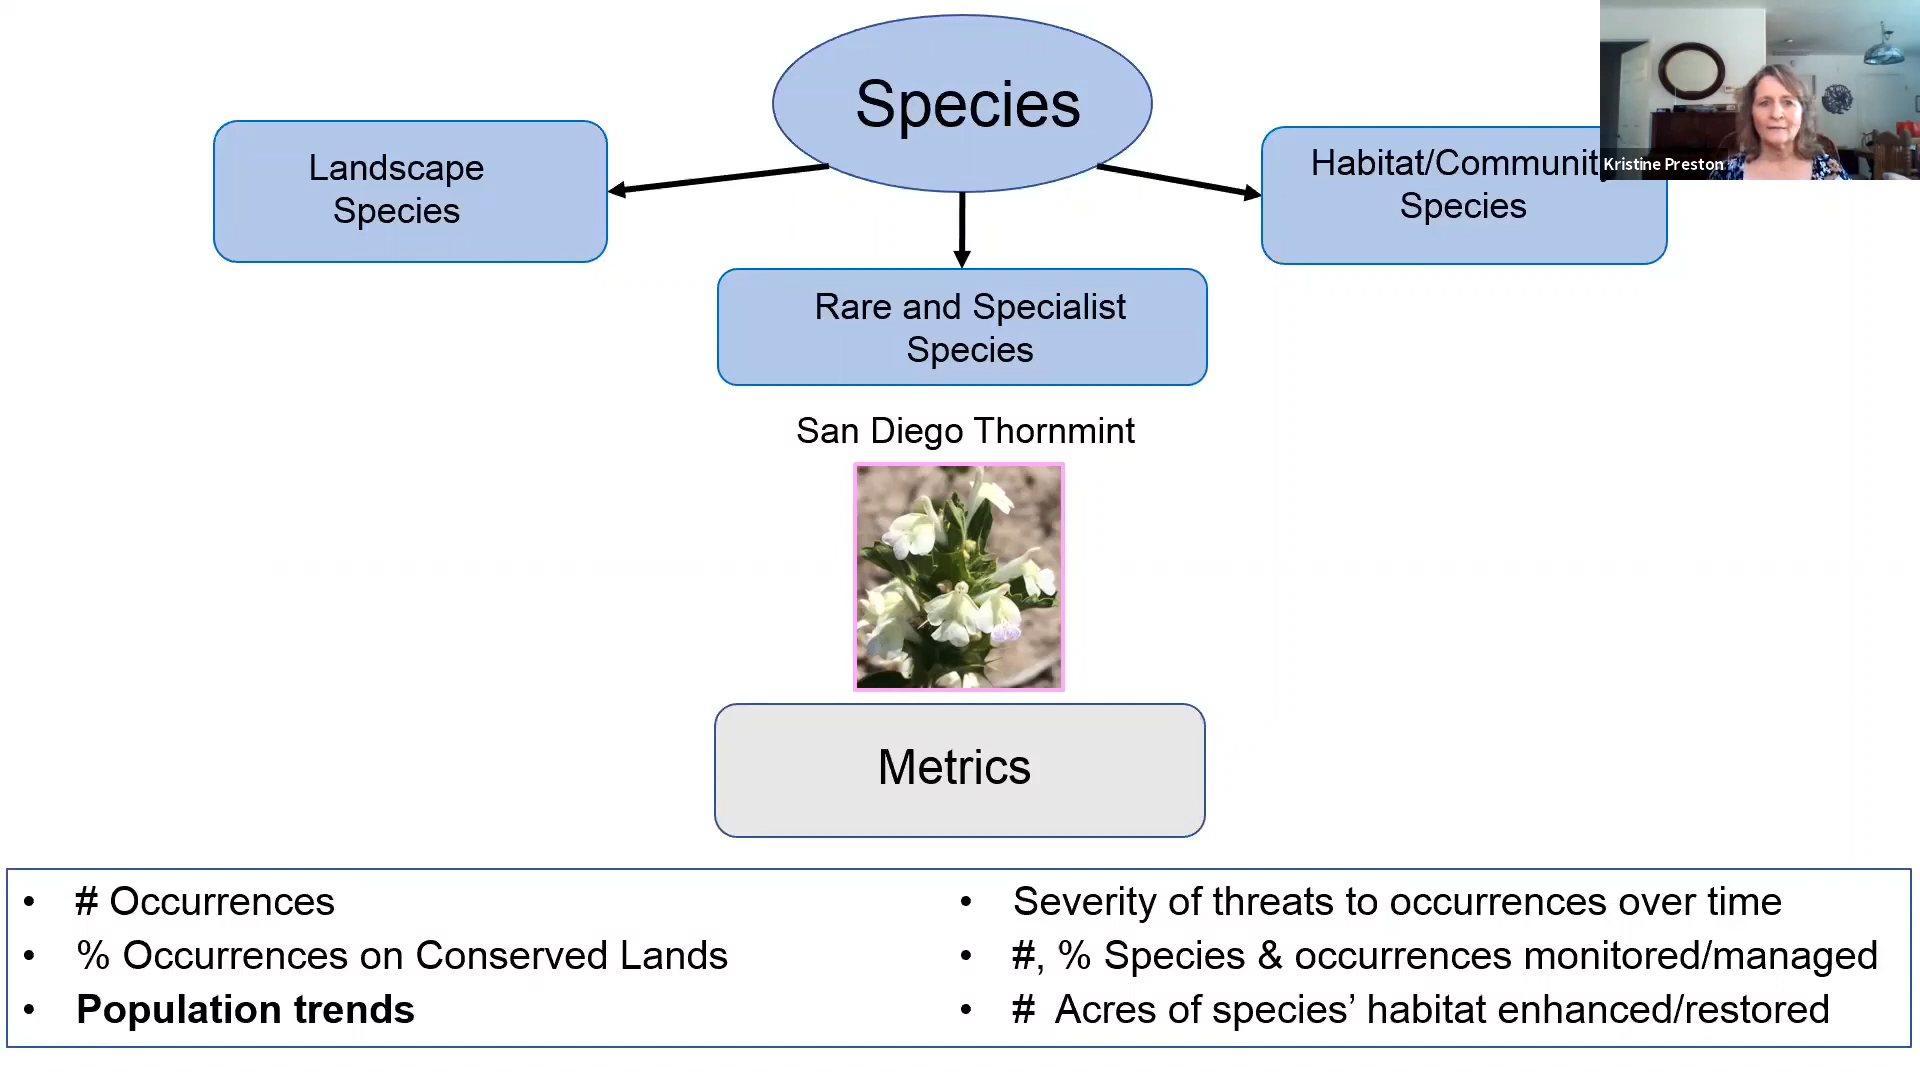 Species
Landscape
Species
Habitat/Communit
Species
Kristine Preston
Rare and Specialist
Species
San Diego Thornmint
Metrics
• # Occurrences
• % Occurrences on Conserved Lands
• Population trends
• Severity of threats to occurrences over time
• #, % Species & occurrences monitored/managed
• # Acres of species’ habitat enhanced/restored